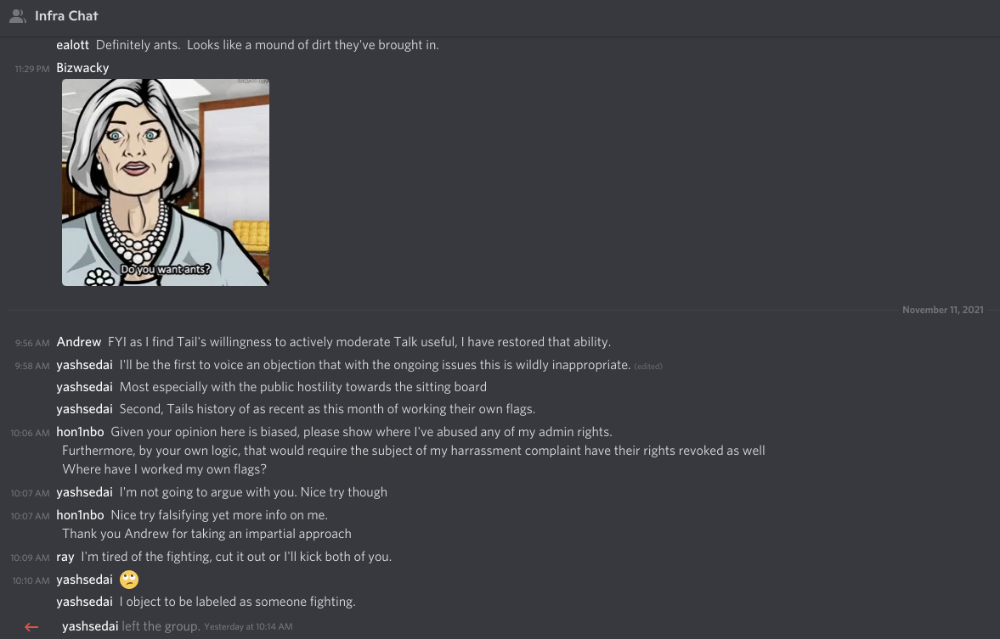 Infra Chat
ealott Definitely ants. Looks like a mound of dirt they've brought in.
11:29 PM Bizwacky
Do you want ants?
November 11, 2021
9:56 AM Andrew FYI as I find Tail's willingness to actively moderate Talk useful, I have restored that ability.
9:58 AM yashsedai I'll be the first to voice an objection that with the ongoing issues this is wildly inappropriate. (edited)
yashsedai Most especially with the public hostility towards the sitting board
yashsedai Second, Tails history of as recent as this month of working their own flags.
10:06 AM hon1nbo Given your opinion here is biased, please show where I've abused any of my admin rights.
Furthermore, by your own logic, that would require the subject of my harrassment complaint have their rights revoked as well
Where have I worked my own flags?
10:07 AM yashsedai I'm not going to argue with you. Nice try though
10:07 AM hon1nbo Nice try falsifying yet more info on me.
Thank you Andrew for taking an impartial approach
10:09 AM ray I'm tired of the fighting, cut it out or I'll kick both of you.
10:10 AM yashsedai 🙄
yashsedai I object to be labeled as someone fighting.
yashsedai left the group. Yesterday at 10:14 AM